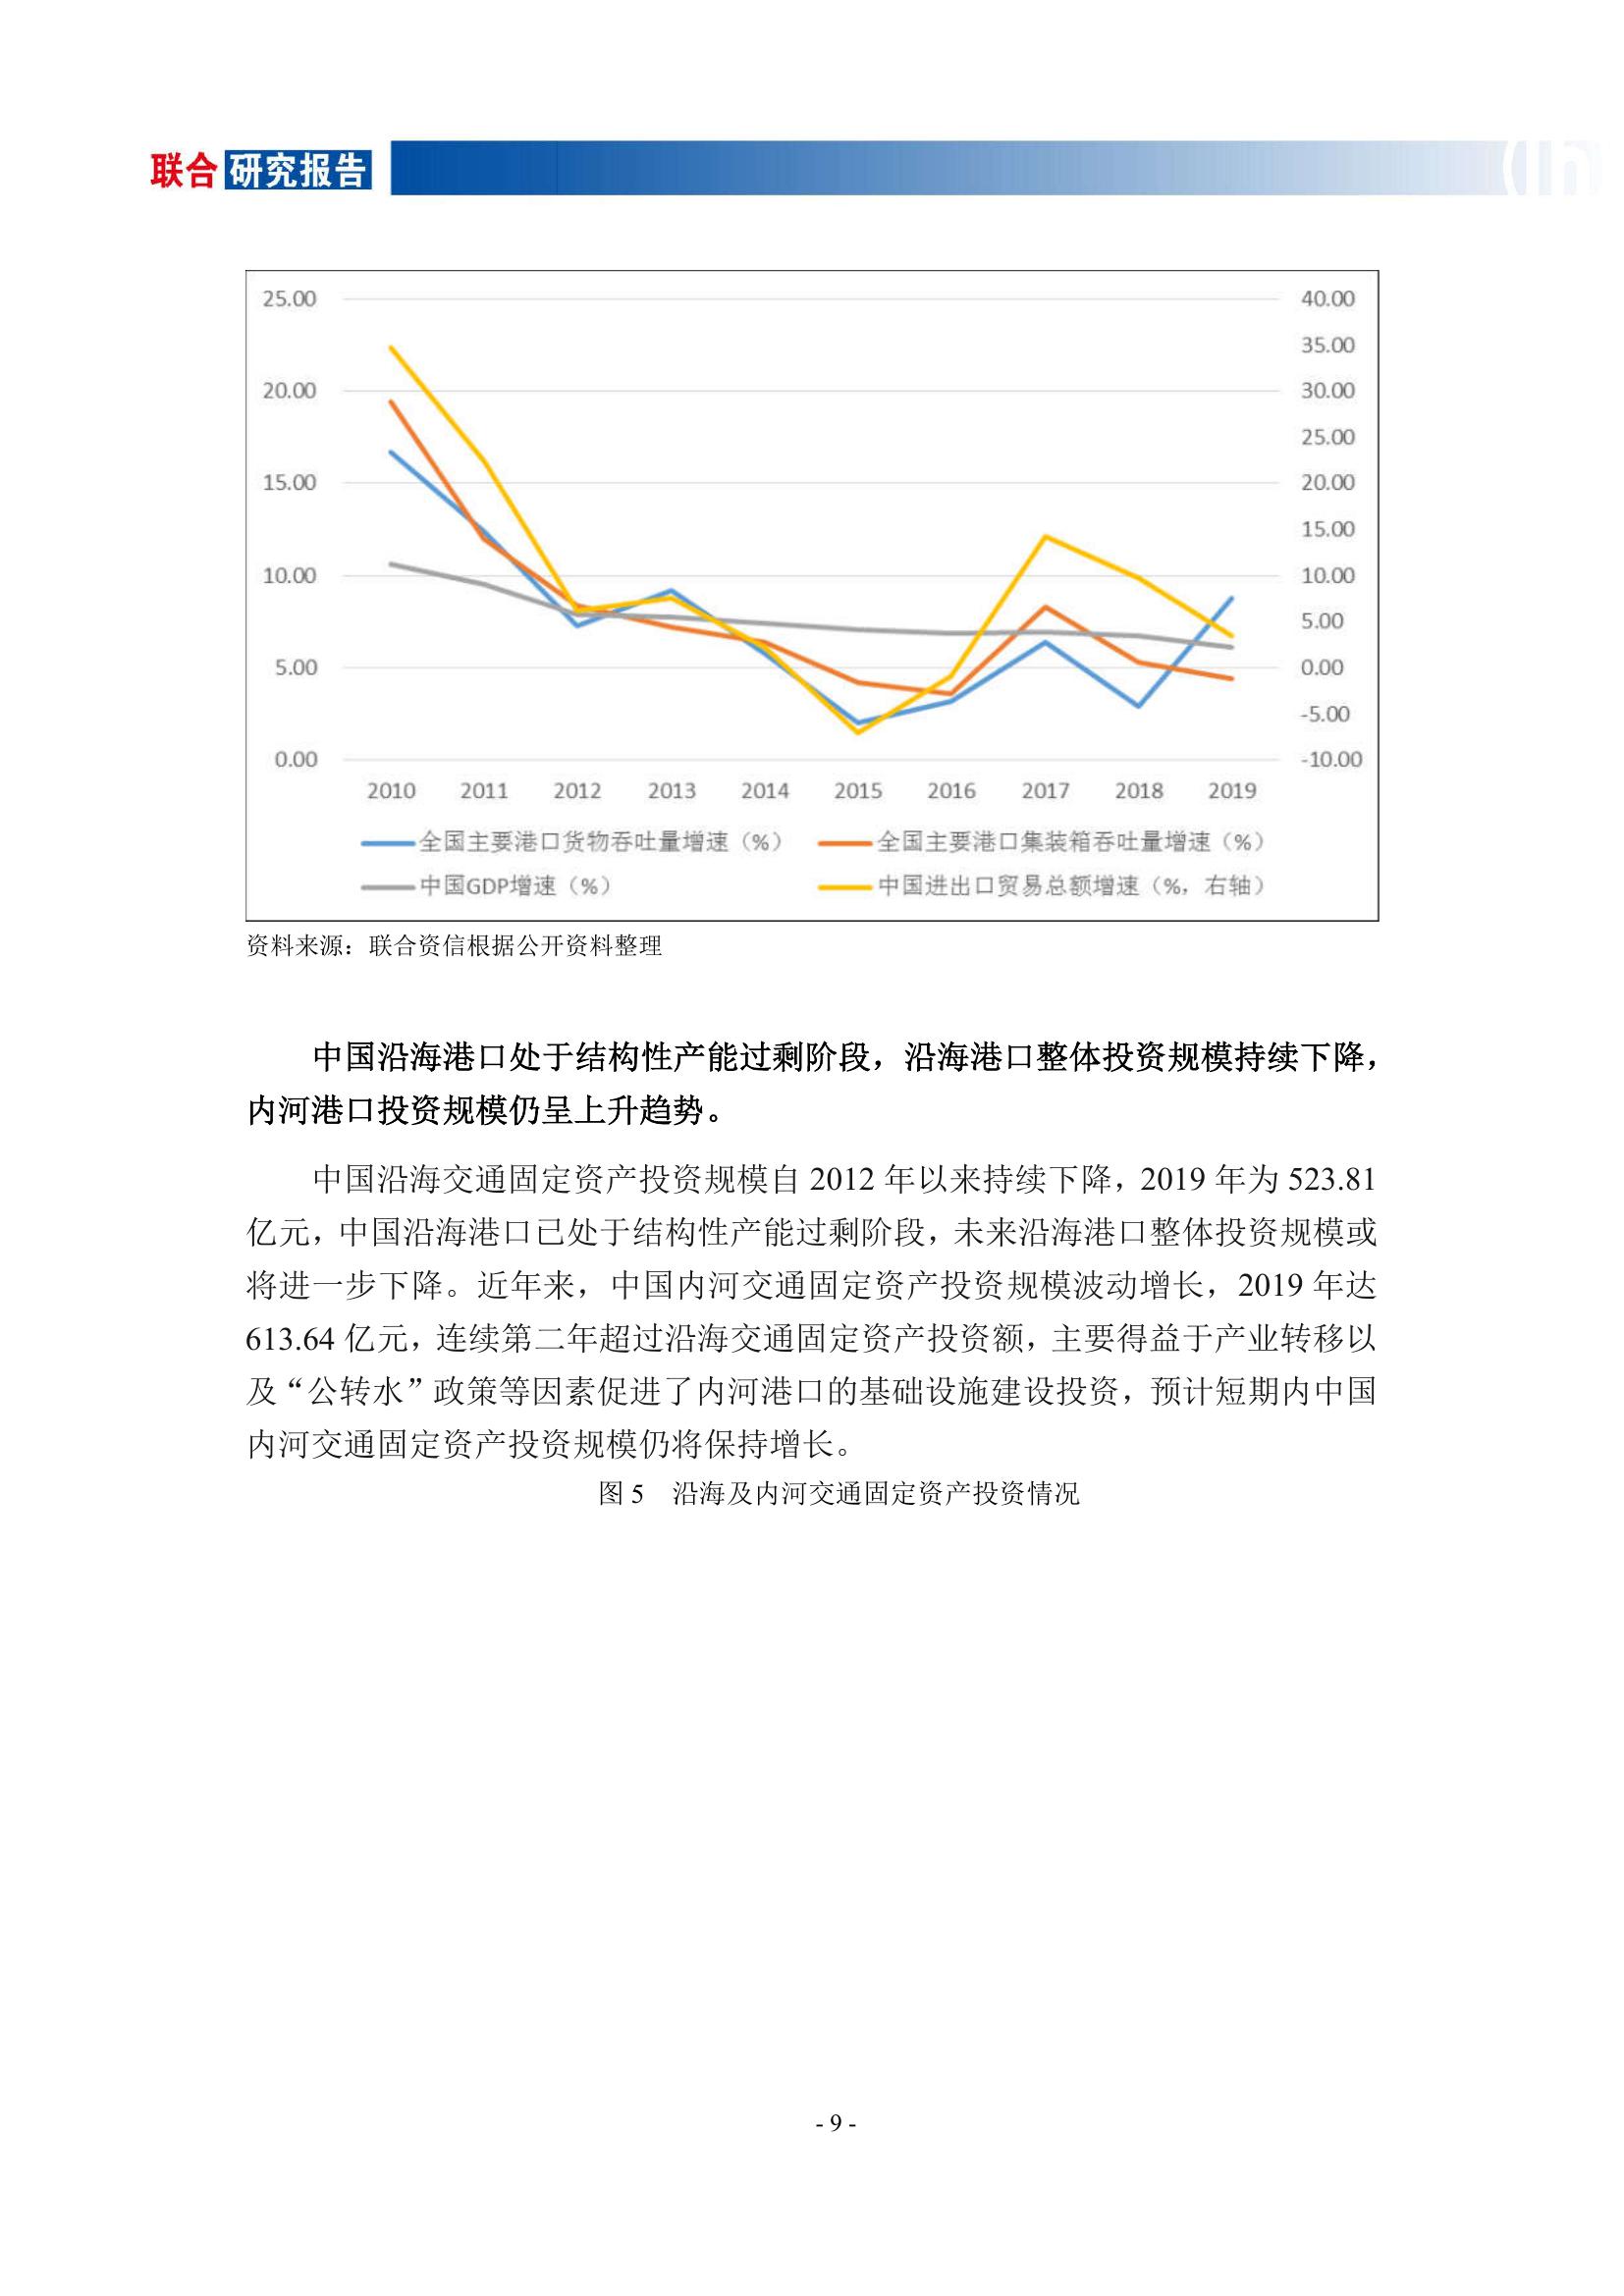 联合 研究报告
25.00
20.00
15.00
10.00
5.00
0.00
40.00
35.00
30.00
25.00
20.00
15.00
10.00
5.00
0.00
-5.00
-10.00
2010 2011 2012 2013 2014 2015 2016 2017 2018 2019
全国主要港口货物吞吐量增速（%） 全国主要港口集装箱吞吐量增速（%）
中国GDP增速（%） 中国进出口贸易总额增速（%，右轴）
资料来源：联合资信根据公开资料整理
中国沿海港口处于结构性产能过剩阶段，沿海港口整体投资规模持续下降，
内河港口投资规模仍呈上升趋势。
中国沿海交通固定资产投资规模自 2012 年以来持续下降，2019 年为 523.81
亿元，中国沿海港口已处于结构性产能过剩阶段，未来沿海港口整体投资规模或
将进一步下降。近年来，中国内河交通固定资产投资规模波动增长，2019 年达
613.64 亿元，连续第二年超过沿海交通固定资产投资额，主要得益于产业转移以
及“公转水”政策等因素促进了内河港口的基础设施建设投资，预计短期内中国
内河交通固定资产投资规模仍将保持增长。
图 5 沿海及内河交通固定资产投资情况
- 9 -